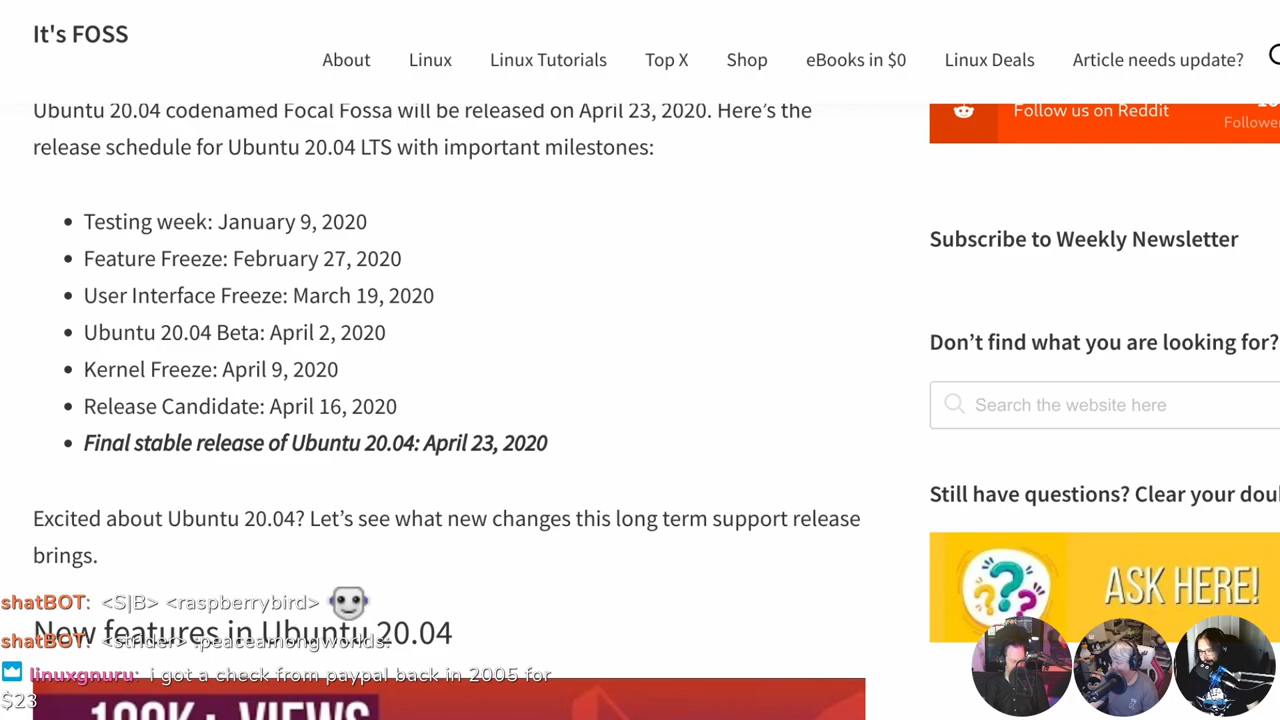 It's FOSS
About Linux Linux Tutorials Top X Shop eBooks in $0 Linux Deals Article needs update?
Ubuntu 20.04 codenamed Focal Fossa will be released on April 23, 2020. Here’s the
release schedule for Ubuntu 20.04 LTS with important milestones:
• Testing week: January 9, 2020
• Feature Freeze: February 27, 2020
• User Interface Freeze: March 19, 2020
• Ubuntu 20.04 Beta: April 2, 2020
• Kernel Freeze: April 9, 2020
• Release Candidate: April 16, 2020
• Final stable release of Ubuntu 20.04: April 23, 2020
Excited about Ubuntu 20.04? Let’s see what new changes this long term support release
brings.
New features in Ubuntu 20.04
100K+ VIEWS
Follow us on Reddit
Follower
Subscribe to Weekly Newsletter
Don’t find what you are looking for?
Search the website here
Still have questions? Clear your dou
ASK HERE!
shatBOT: <S|B> <raspberrybird>
shatBOT: <strider> :peaceamongworlds:
linuxgnuru: i got a check from paypal back in 2005 for
$23